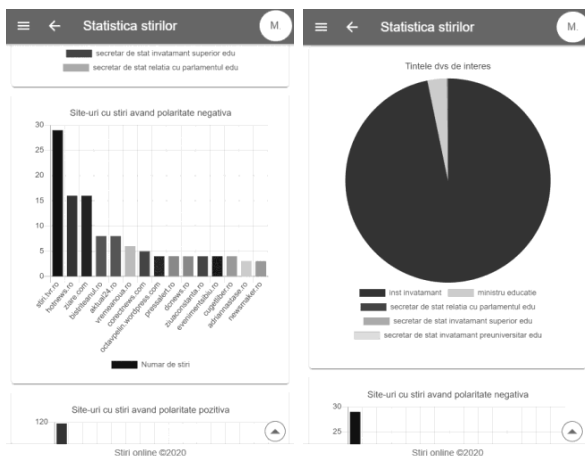 Statistica stirilor
M.
secretar de stat invatamant superior edu
secretar de stat relatia cu parlamentul edu
Site-uri cu stiri avand polaritate negativa
30
25
20
15
10
5
0
stiri.tvr.ro
hotnews.ro
ziare.com
bistriteanul.ro
aktual24.ro
vremeanoua.ro
corectnews.com
octavpelin.wordpress.com
pressalert.ro
dcnews.ro
ziuaconstanta.ro
evenimentsibiu.ro
cugetliber.ro
adriannastase.ro
newsmaker.ro
Numar de stiri
Site-uri cu stiri avand polaritate pozitiva
120
Stiri online ©2020
Statistica stirilor
M.
Tintele dvs de interes
inst invatamant
ministru educatie
secretar de stat relatia cu parlamentul edu
secretar de stat invatamant superior edu
secretar de stat invatamant preuniversitar edu
Site-uri cu stiri avand polaritate negativa
30
25
Stiri online ©2020